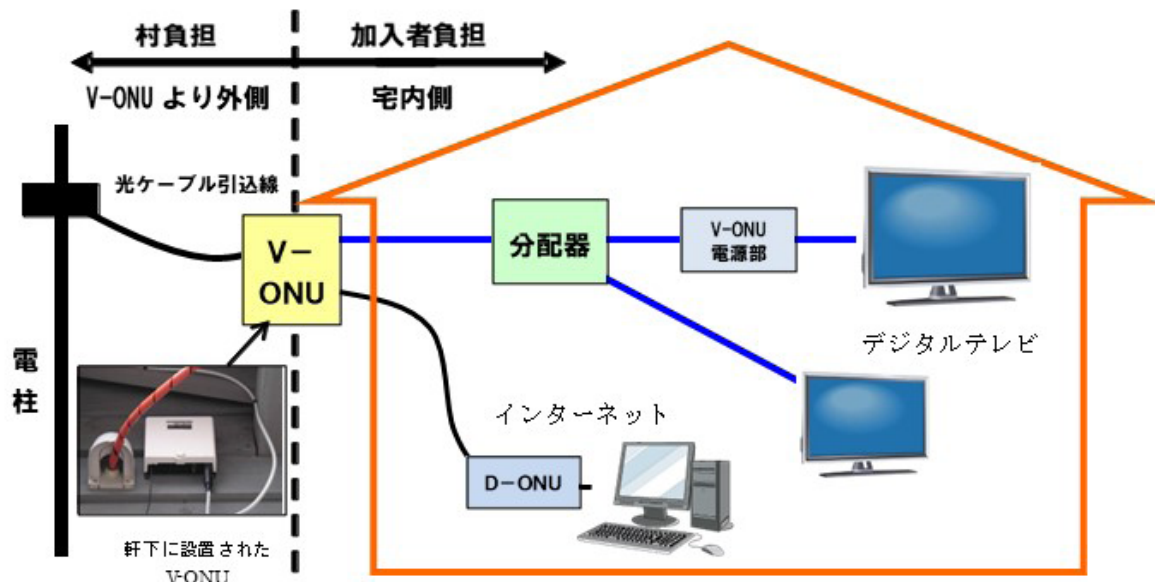 村負担
加入者負担
V-ONU より外側
宅内側
光ケーブル引込線
V－
ONU
分配器
V-ONU
電源部
デジタルテレビ
電
柱
インターネット
D－ONU
軒下に設置された
V-ONU